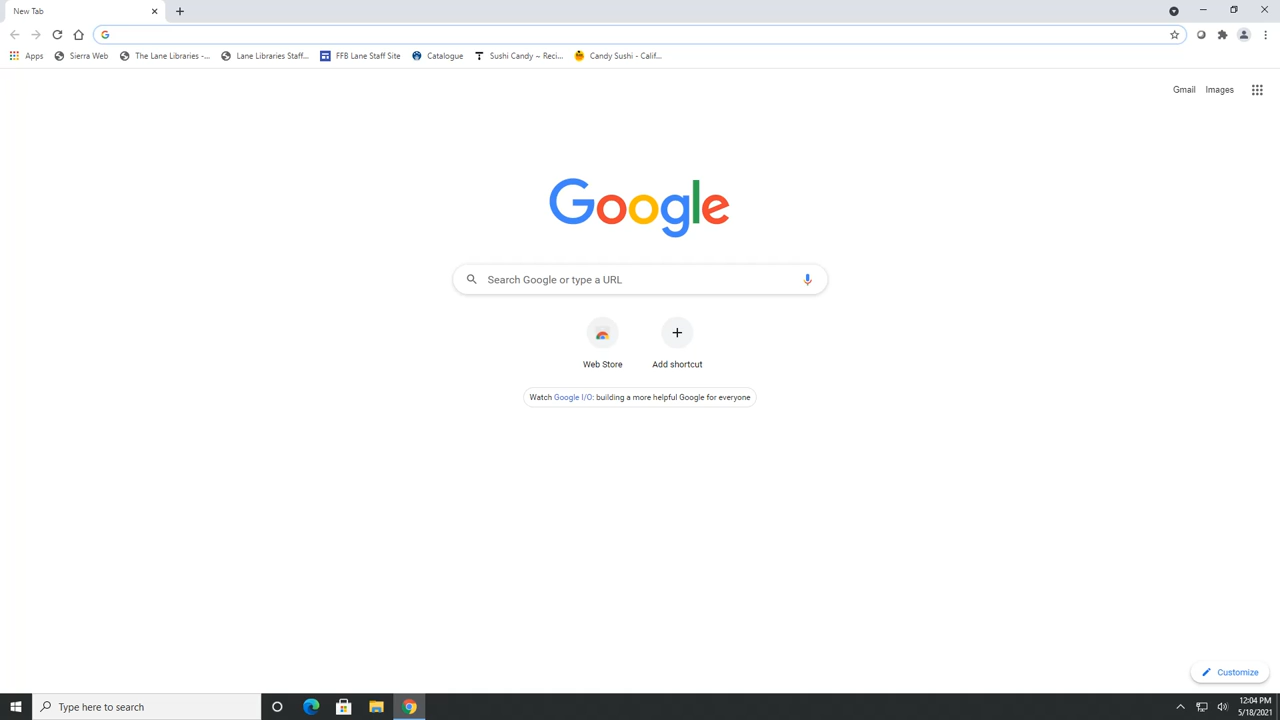 New Tab
Apps Sierra Web The Lane Libraries -... Lane Libraries Staff... FFB Lane Staff Site Catalogue Sushi Candy ~ Reci... Candy Sushi - Calif...
Gmail Images
Google
Search Google or type a URL
Web Store Add shortcut
Watch Google I/O: building a more helpful Google for everyone
Customize
Type here to search
12:04 PM
5/18/2021